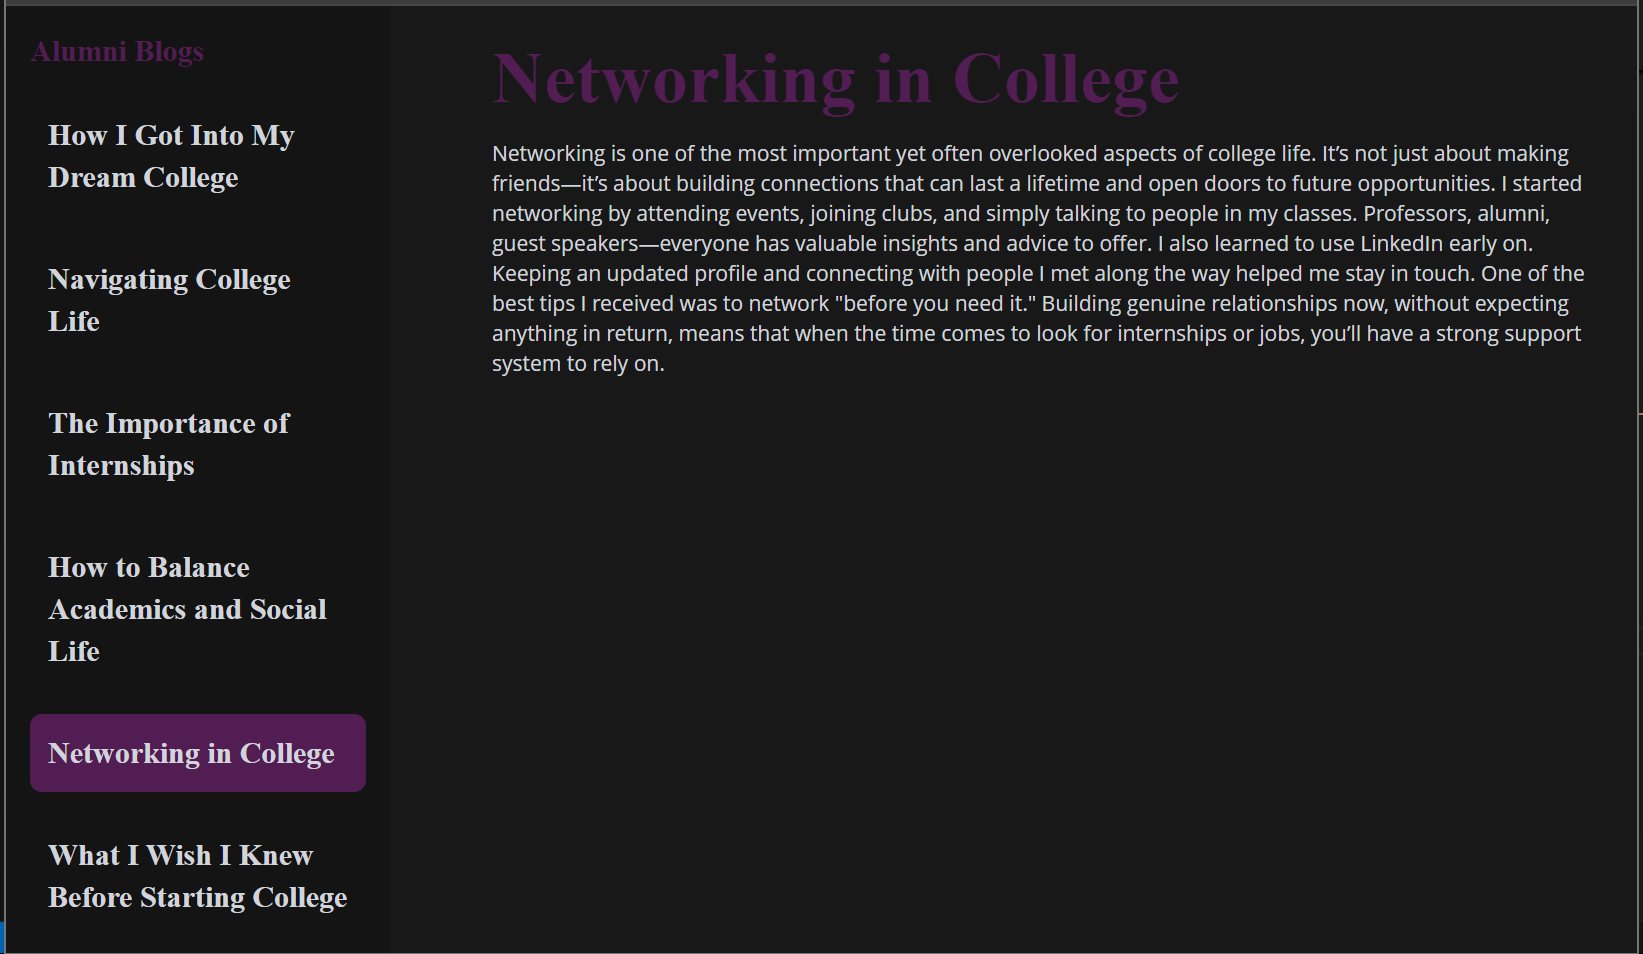 Alumni Blogs
How I Got Into My
Dream College
Navigating College
Life
The Importance of
Internships
How to Balance
Academics and Social
Life
Networking in College
What I Wish I Knew
Before Starting College
Networking in College
Networking is one of the most important yet often overlooked aspects of college life. It’s not just about making
friends—it’s about building connections that can last a lifetime and open doors to future opportunities. I started
networking by attending events, joining clubs, and simply talking to people in my classes. Professors, alumni,
guest speakers—everyone has valuable insights and advice to offer. I also learned to use LinkedIn early on.
Keeping an updated profile and connecting with people I met along the way helped me stay in touch. One of the
best tips I received was to network "before you need it." Building genuine relationships now, without expecting
anything in return, means that when the time comes to look for internships or jobs, you’ll have a strong support
system to rely on.